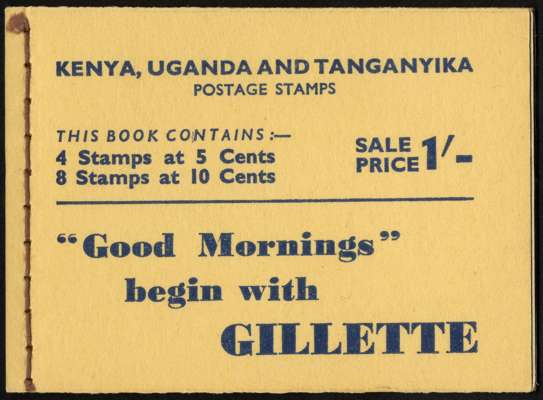 KENYA, UGANDA AND TANGANYIKA
POSTAGE STAMPS
THIS BOOK CONTAINS:—
4 Stamps at 5 Cents
8 Stamps at 10 Cents
SALE PRICE 1/-
"Good Mornings"
begin with
GILLETTE